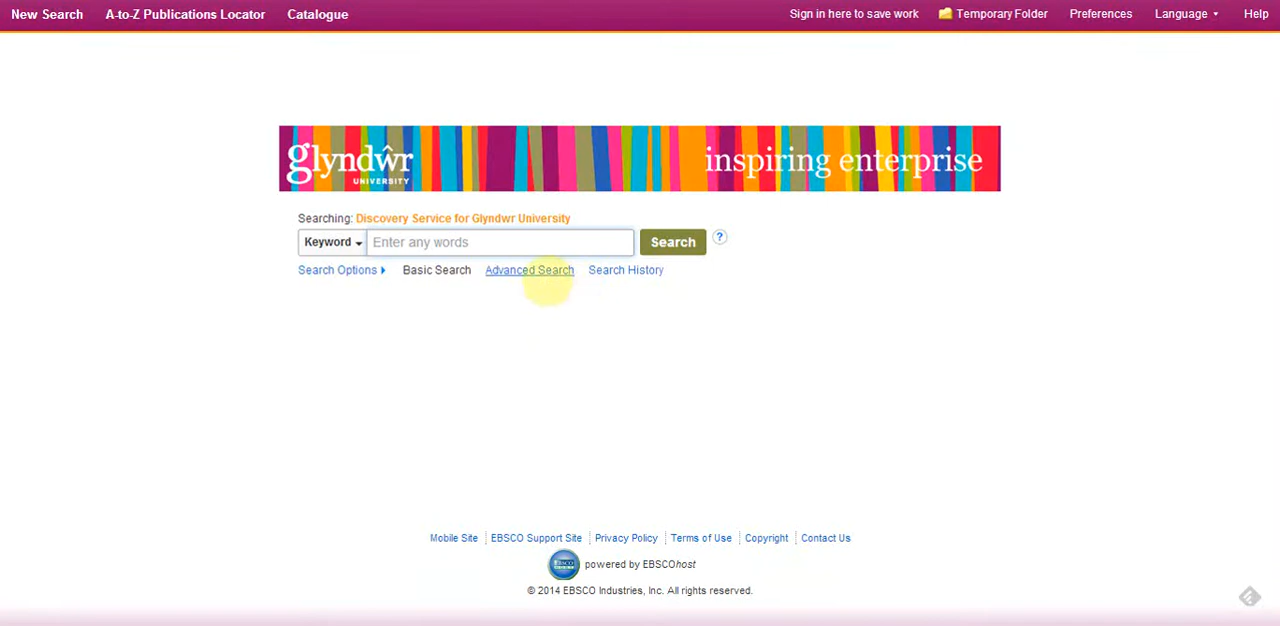 New Search A-to-Z Publications Locator Catalogue Sign in here to save work Temporary Folder Preferences Language Help
glyndŵr
UNIVERSITY
inspiring enterprise
Searching: Discovery Service for Glyndwr University
Keyword Enter any words Search ?
Search Options Basic Search Advanced Search Search History
Mobile Site EBSCO Support Site Privacy Policy Terms of Use Copyright Contact Us
EBSCO
HOST
powered by EBSCOhost
© 2014 EBSCO Industries, Inc. All rights reserved.